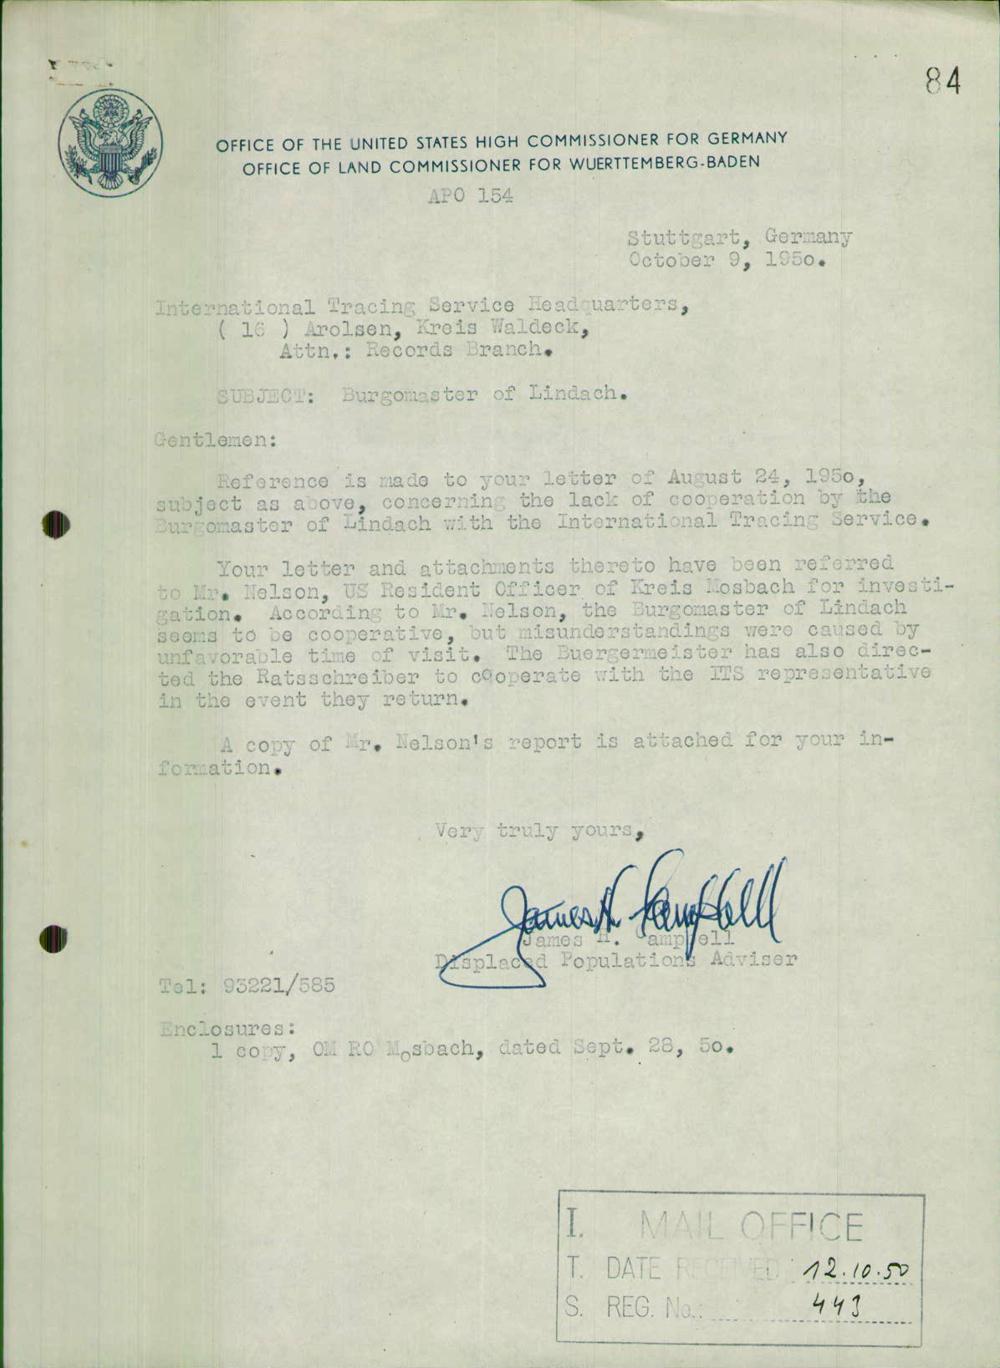 84
OFFICE OF THE UNITED STATES HIGH COMMISSIONER FOR GERMANY
OFFICE OF LAND COMMISSIONER FOR WUERTTEMBERG-BADEN
APO 154
Stuttgart, Germany
October 9, 195o.
International Tracing Service Headquarters,
( 16 ) Arolsen, Kreis Waldeck,
Attn.: Records Branch.
SUBJECT: Burgomaster of Lindach.
Gentlemen:
Reference is made to your letter of August 24, 195o,
subject as above, concerning the lack of cooperation by the
Burgomaster of Lindach with the International Tracing Service.
Your letter and attachments thereto have been referred
to Mr. Nelson, US Resident Officer of Kreis Mosbach for investi-
gation. According to Mr. Nelson, the Burgomaster of Lindach
seems to be cooperative, but misunderstandings were caused by
unfavorable time of visit. The Buergermeister has also direc-
ted the Ratsschreiber to cooperate with the ITS representative
in the event they return.
A copy of Mr. Nelson's report is attached for your in-
formation.
Very truly yours,
James H. Campbell
James H. Campbell
Displaced Populations Adviser
Tel: 93221/585
Enclosures:
1 copy, OM RO Mosbach, dated Sept. 28, 5o.
I. MAIL OFFICE
T. DATE RECEIVED: 12.10.50
S. REG. No.: 443